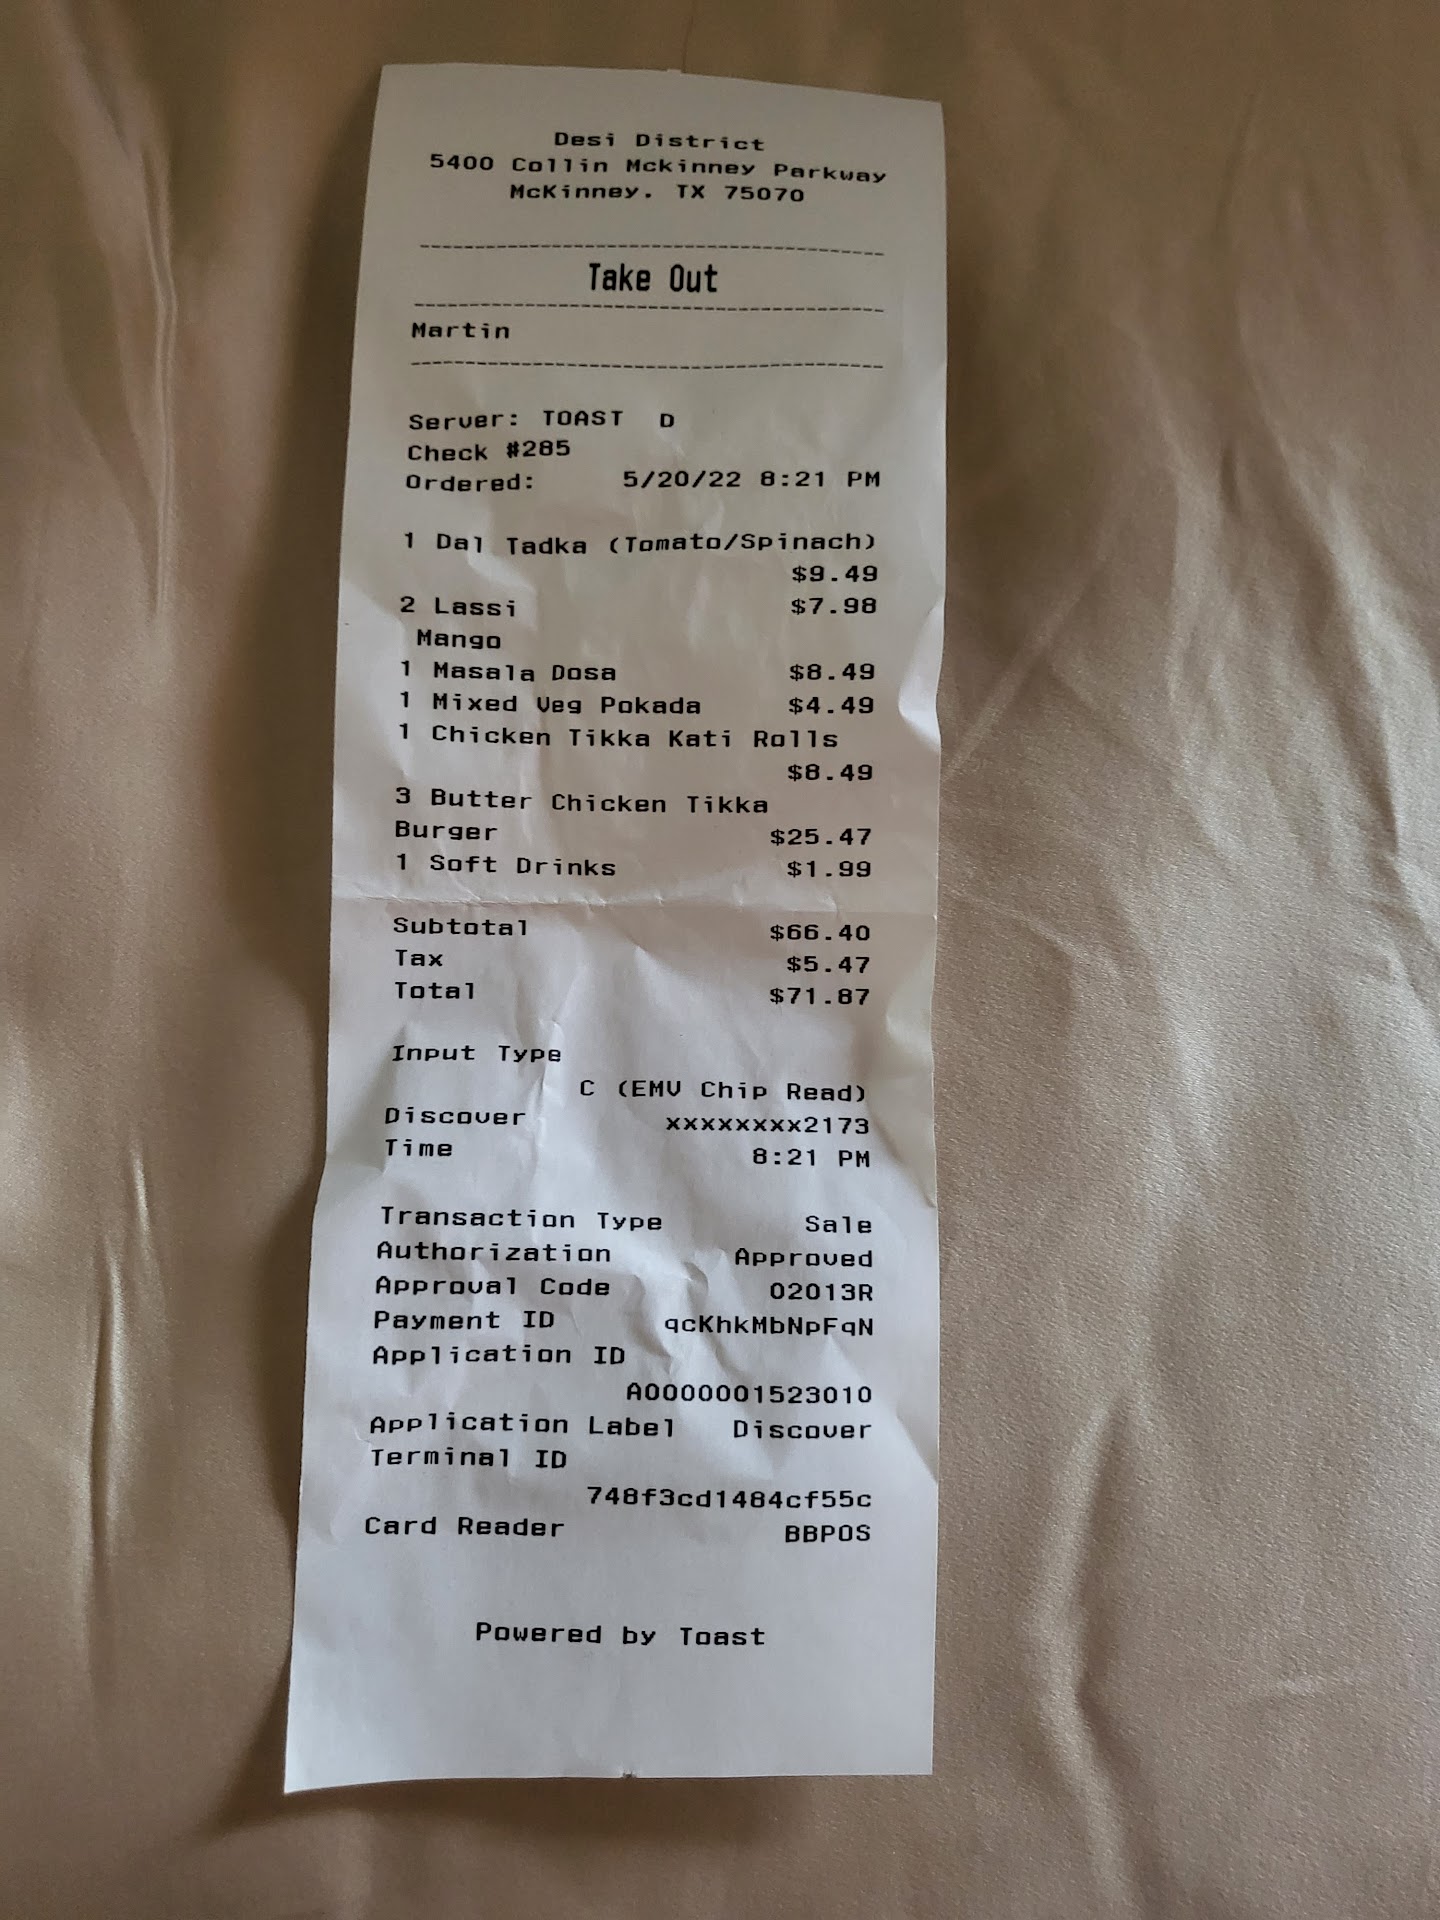 Desi District
5400 Collin Mckinney Parkway
McKinney, TX 75070
Take Out
Martin
Server: TOAST D
Check #285
Ordered: 5/20/22 8:21 PM
1 Dal Tadka (Tomato/Spinach)
$9.49
2 Lassi $7.98
Mango
1 Masala Dosa $8.49
1 Mixed Veg Pokada $4.49
1 Chicken Tikka Kati Rolls
$8.49
3 Butter Chicken Tikka
Burger $25.47
1 Soft Drinks $1.99
Subtotal $66.40
Tax $5.47
Total $71.87
Input Type
C (EMV Chip Read)
Discover xxxxxxxx2173
Time 8:21 PM
Transaction Type Sale
Authorization Approved
Approval Code 02013R
Payment ID qcKhkMbNpFqN
Application ID
A0000001523010
Application Label Discover
Terminal ID
748f3cd1484cf55c
Card Reader BBPOS
Powered by Toast